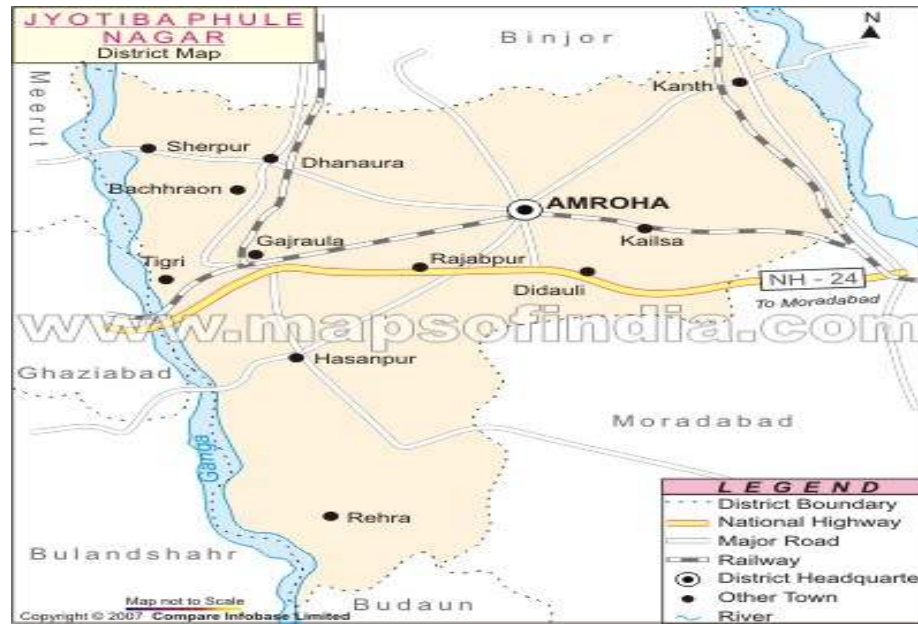 JYOTIBA PHULE
NAGAR
District Map
N
Binjor
Meerut
Kanth
Sherpur
Dhanaura
Bachhraon
AMROHA
Kailsa
Gajraula
Rajabpur
Tigri
Didauli
NH - 24
To Moradabad
www.mapsofindia.com
Hasanpur
Ghaziabad
Moradabad
Ganga
Rehra
Bulandshahr
Budaun
LEGEND
District Boundary
National Highway
Major Road
Railway
District Headquarte
Other Town
River
Map not to Scale
Copyright © 2007 Compare Infobase Limited